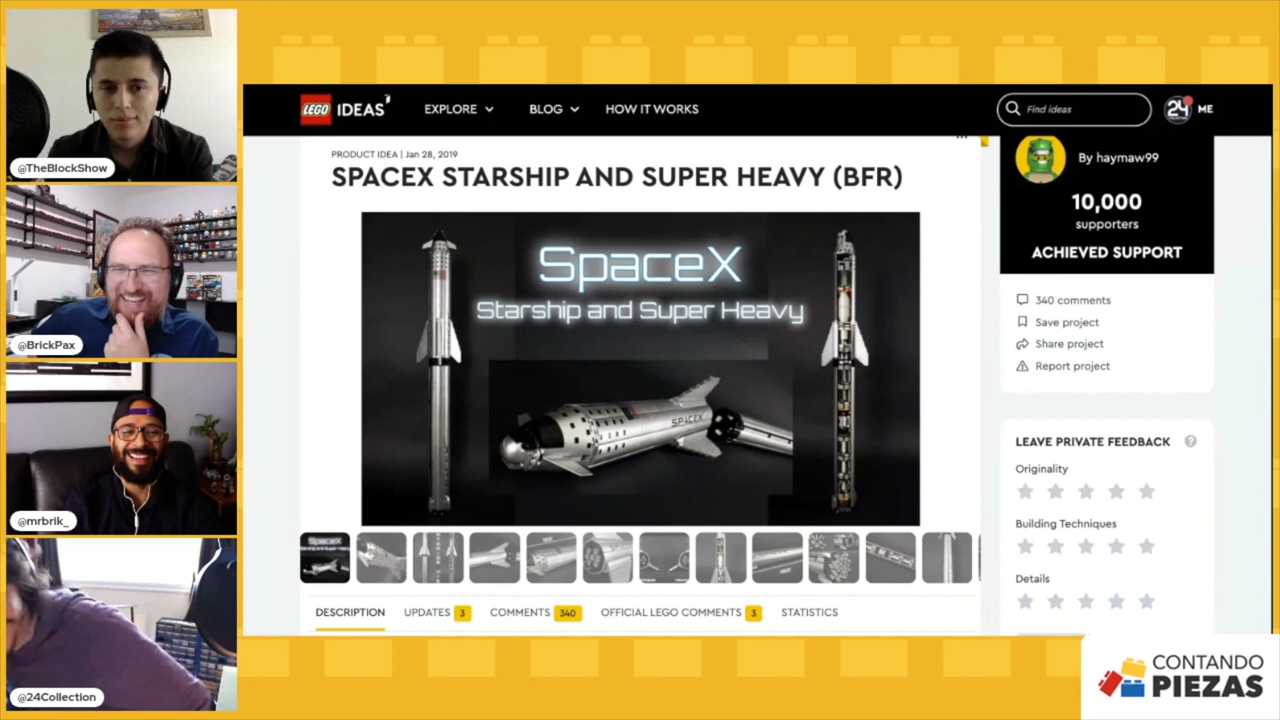 @TheBlockShow
@BrickPax
@mrbrik_
@24Collection
LEGO IDEAS
EXPLORE
BLOG
HOW IT WORKS
Find ideas
24
ME
PRODUCT IDEA | Jan 28, 2019
SPACEX STARSHIP AND SUPER HEAVY (BFR)
SpaceX
Starship and Super Heavy
SPACEX
DESCRIPTION
UPDATES 3
COMMENTS 340
OFFICIAL LEGO COMMENTS 3
STATISTICS
By haymaw99
10,000
supporters
ACHIEVED SUPPORT
340 comments
Save project
Share project
Report project
LEAVE PRIVATE FEEDBACK ?
Originality
Building Techniques
Details
CONTANDO
PIEZAS